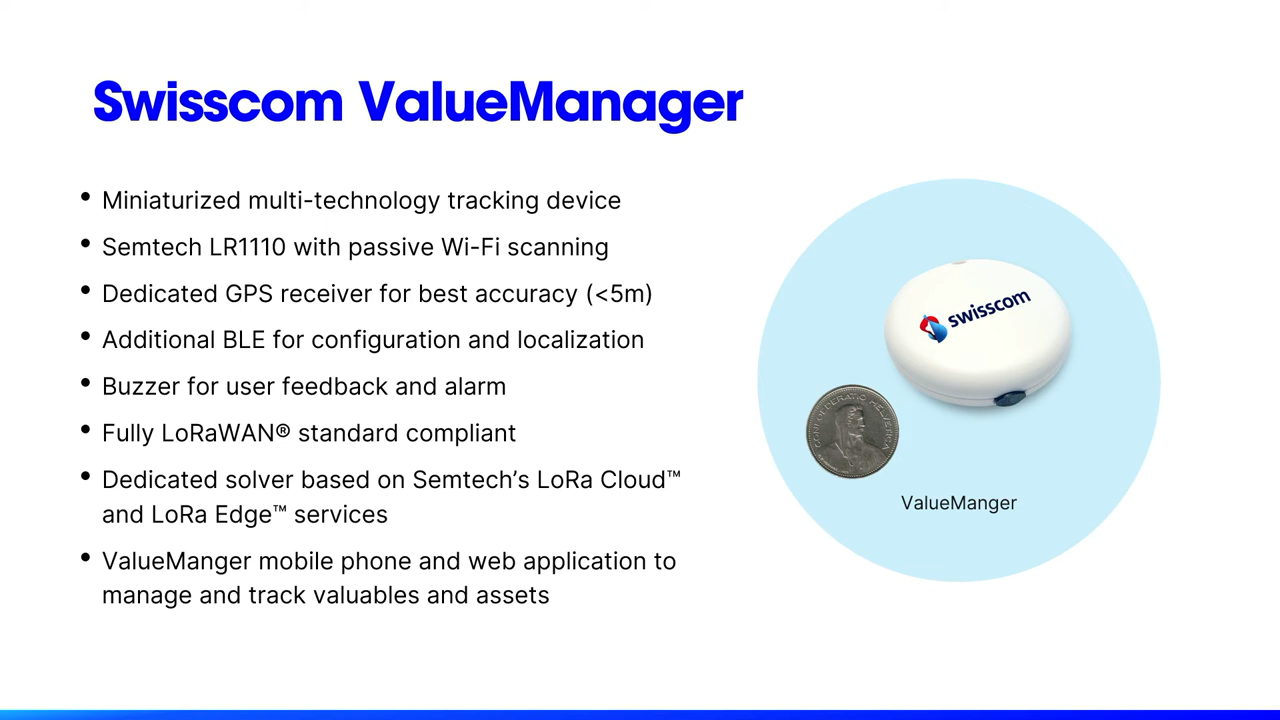 Swisscom ValueManager
• Miniaturized multi-technology tracking device
• Semtech LR1110 with passive Wi-Fi scanning
• Dedicated GPS receiver for best accuracy (<5m)
• Additional BLE for configuration and localization
• Buzzer for user feedback and alarm
• Fully LoRaWAN® standard compliant
• Dedicated solver based on Semtech’s LoRa Cloud™
and LoRa Edge™ services
• ValueManger mobile phone and web application to
manage and track valuables and assets
swisscom
CONFOEDERATIO HELVETICA
ValueManger